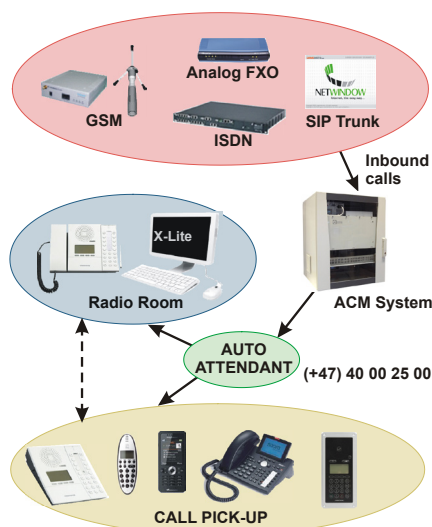 Analog FXO
GSM
NETWINDOW
ISDN
SIP Trunk
Inbound
calls
X-Lite
Radio Room
ACM System
AUTO
ATTENDANT
(+47) 40 00 25 00
CALL PICK-UP